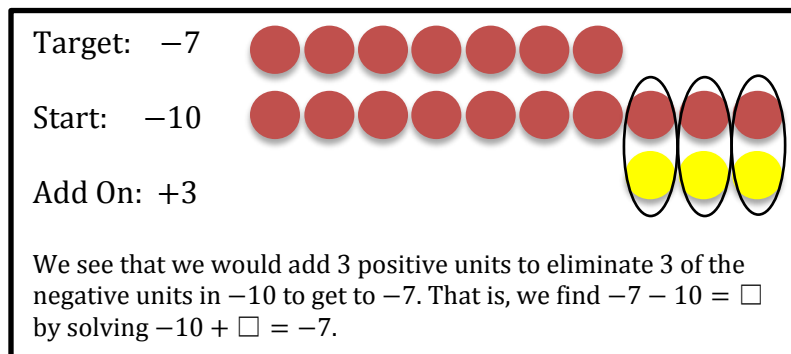 Target: −7
Start: −10
Add On: +3
We see that we would add 3 positive units to eliminate 3 of the
negative units in −10 to get to −7. That is, we find −7 − 10 = □
by solving −10 + □ = −7.